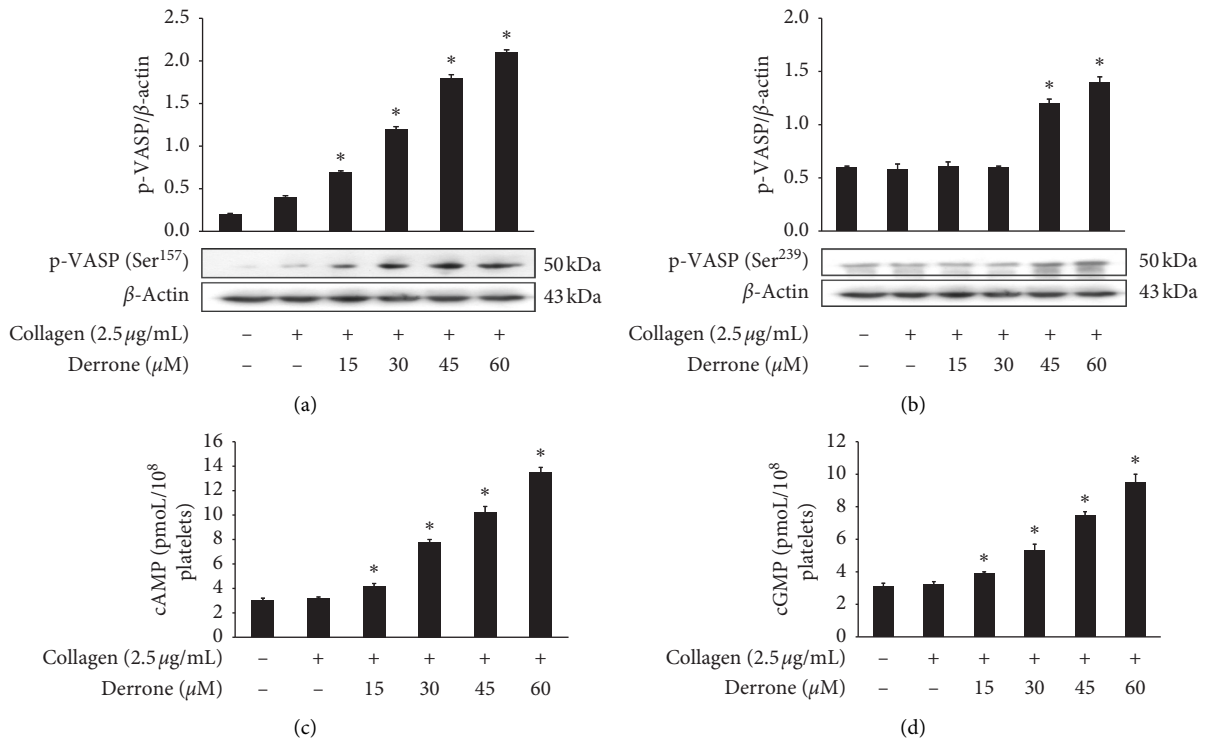 2.5
2.0
1.5
1.0
0.5
0.0
p-VASP/β-actin
*
*
*
*
p-VASP (Ser¹⁵⁷)
50 kDa
β-Actin
43 kDa
Collagen (2.5 µg/mL) – + + + + +
Derrone (µM) – – 15 30 45 60
(a)
2.0
1.5
1.0
0.5
0.0
p-VASP/β-actin
*
*
p-VASP (Ser²³⁹)
50 kDa
β-Actin
43 kDa
Collagen (2.5 µg/mL) – + + + + +
Derrone (µM) – – 15 30 45 60
(b)
16
14
12
10
8
6
4
2
0
cAMP (pmoL/10⁸
platelets)
*
*
*
*
Collagen (2.5 µg/mL) – + + + + +
Derrone (µM) – – 15 30 45 60
(c)
12
10
8
6
4
2
0
cGMP (pmoL/10⁸
platelets)
*
*
*
*
Collagen (2.5 µg/mL) – + + + + +
Derrone (µM) – – 15 30 45 60
(d)